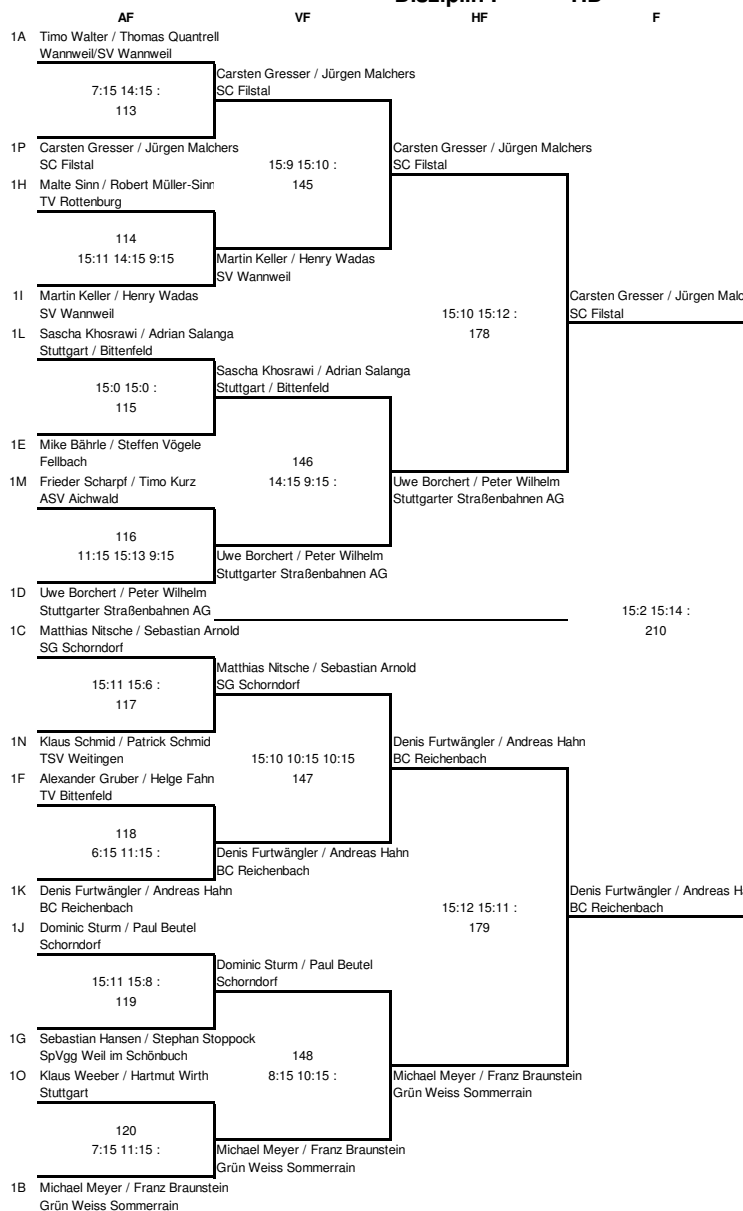 AF VF HF F
1A Timo Walter / Thomas Quantrell
Wannweil/SV Wannweil
Carsten Gresser / Jürgen Malchers
7:15 14:15 : SC Filstal
113
1P Carsten Gresser / Jürgen Malchers Carsten Gresser / Jürgen Malchers
SC Filstal 15:9 15:10 : SC Filstal
1H Malte Sinn / Robert Müller-Sinn 145
TV Rottenburg
114
15:11 14:15 9:15 Martin Keller / Henry Wadas
SV Wannweil
1I Martin Keller / Henry Wadas Carsten Gresser / Jürgen
SV Wannweil 15:10 15:12 : SC Filstal
1L Sascha Khosrawi / Adrian Salanga 178
Stuttgart / Bittenfeld
Sascha Khosrawi / Adrian Salanga
15:0 15:0 : Stuttgart / Bittenfeld
115
1E Mike Bährle / Steffen Vögele
Fellbach 146
1M Frieder Scharpf / Timo Kurz 14:15 9:15 : Uwe Borchert / Peter Wilhelm
ASV Aichwald Stuttgarter Straßenbahnen AG
116
11:15 15:13 9:15 Uwe Borchert / Peter Wilhelm
Stuttgarter Straßenbahnen AG
1D Uwe Borchert / Peter Wilhelm
Stuttgarter Straßenbahnen AG 15:2 15:14 :
1C Matthias Nitsche / Sebastian Arnold 210
SG Schorndorf
Matthias Nitsche / Sebastian Arnold
15:11 15:6 : SG Schorndorf
117
1N Klaus Schmid / Patrick Schmid Denis Furtwängler / Andreas Hahn
TSV Weitingen 15:10 10:15 10:15 BC Reichenbach
1F Alexander Gruber / Helge Fahn 147
TV Bittenfeld
118
6:15 11:15 : Denis Furtwängler / Andreas Hahn
BC Reichenbach
1K Denis Furtwängler / Andreas Hahn Denis Furtwängler / Andreas
BC Reichenbach 15:12 15:11 : BC Reichenbach
1J Dominic Sturm / Paul Beutel 179
Schorndorf
Dominic Sturm / Paul Beutel
15:11 15:8 : Schorndorf
119
1G Sebastian Hansen / Stephan Stoppock
SpVgg Weil im Schönbuch 148
1O Klaus Weeber / Hartmut Wirth 8:15 10:15 : Michael Meyer / Franz Braunstein
Stuttgart Grün Weiss Sommerrain
120
7:15 11:15 : Michael Meyer / Franz Braunstein
Grün Weiss Sommerrain
1B Michael Meyer / Franz Braunstein
Grün Weiss Sommerrain